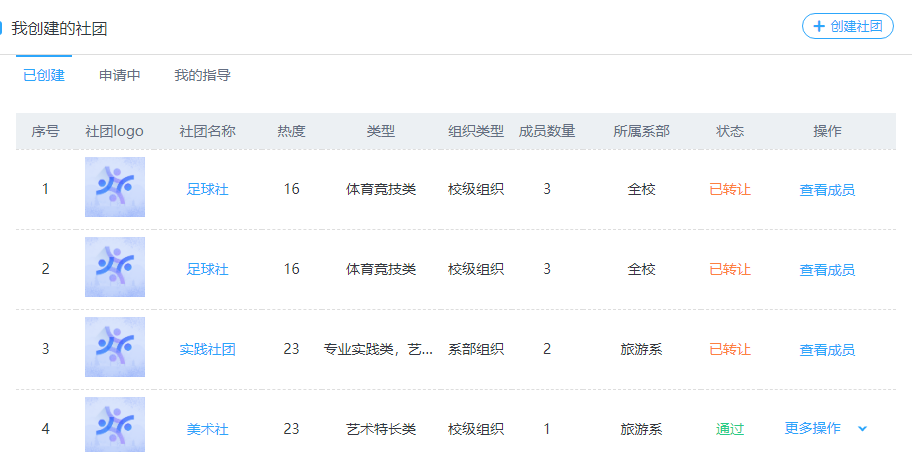 我创建的社团
+ 创建社团
已创建 申请中 我的指导
序号 社团logo 社团名称 热度 类型 组织类型 成员数量 所属系部 状态 操作
1 足球社 16 体育竞技类 校级组织 3 全校 已转让 查看成员
2 足球社 16 体育竞技类 校级组织 3 全校 已转让 查看成员
3 实践社团 23 专业实践类，艺... 系部组织 2 旅游系 已转让 查看成员
4 美术社 23 艺术特长类 校级组织 1 旅游系 通过 更多操作